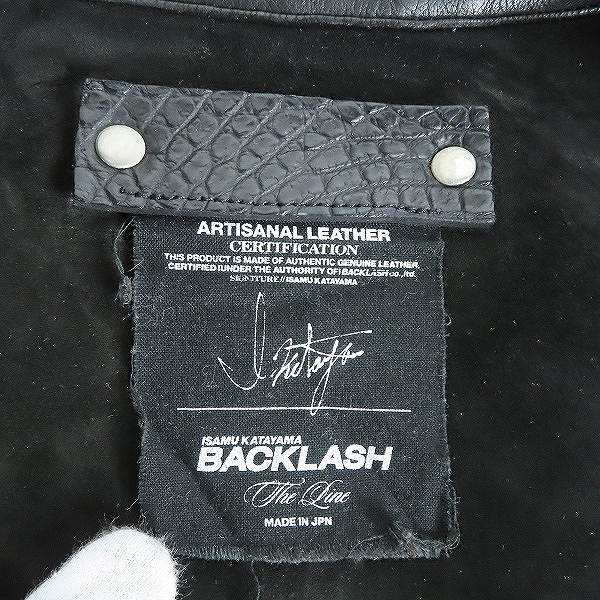 ARTISANAL LEATHER
CERTIFICATION
THIS PRODUCT IS MADE OF AUTHENTIC GENUINE LEATHER.
CERTIFIED (UNDER THE AUTHORITY OF) BACKLASH co.,ltd.
SIGNITURE // ISAMU KATAYAMA
ISAMU KATAYAMA
BACKLASH
The Line
MADE IN JPN